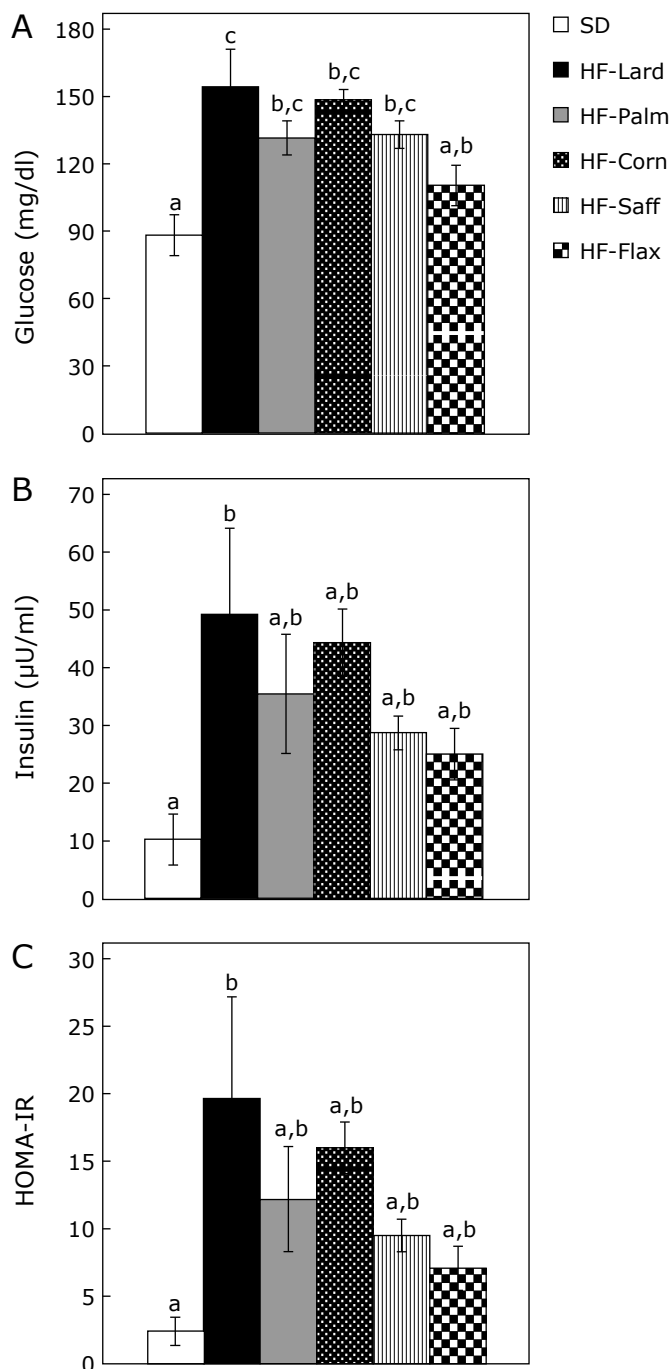 A
180
150
120
90
60
30
0
Glucose (mg/dl)
a
c
b,c
b,c
b,c
a,b
SD
HF-Lard
HF-Palm
HF-Corn
HF-Saff
HF-Flax
B
70
60
50
40
30
20
10
0
Insulin (µU/ml)
a
b
a,b
a,b
a,b
a,b
C
30
25
20
15
10
5
0
HOMA-IR
a
b
a,b
a,b
a,b
a,b